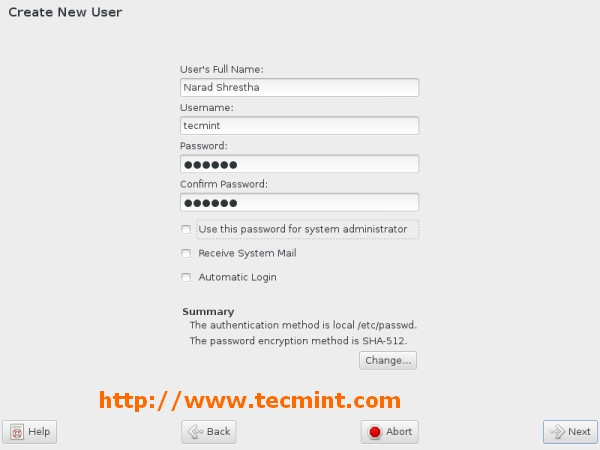 Create New User
User's Full Name:
Narad Shrestha
Username:
tecmint
Password:
●●●●●●
Confirm Password:
●●●●●●
Use this password for system administrator
Receive System Mail
Automatic Login
Summary
The authentication method is local /etc/passwd.
The password encryption method is SHA-512.
Change...
http://www.tecmint.com
Help
Back
Abort
Next